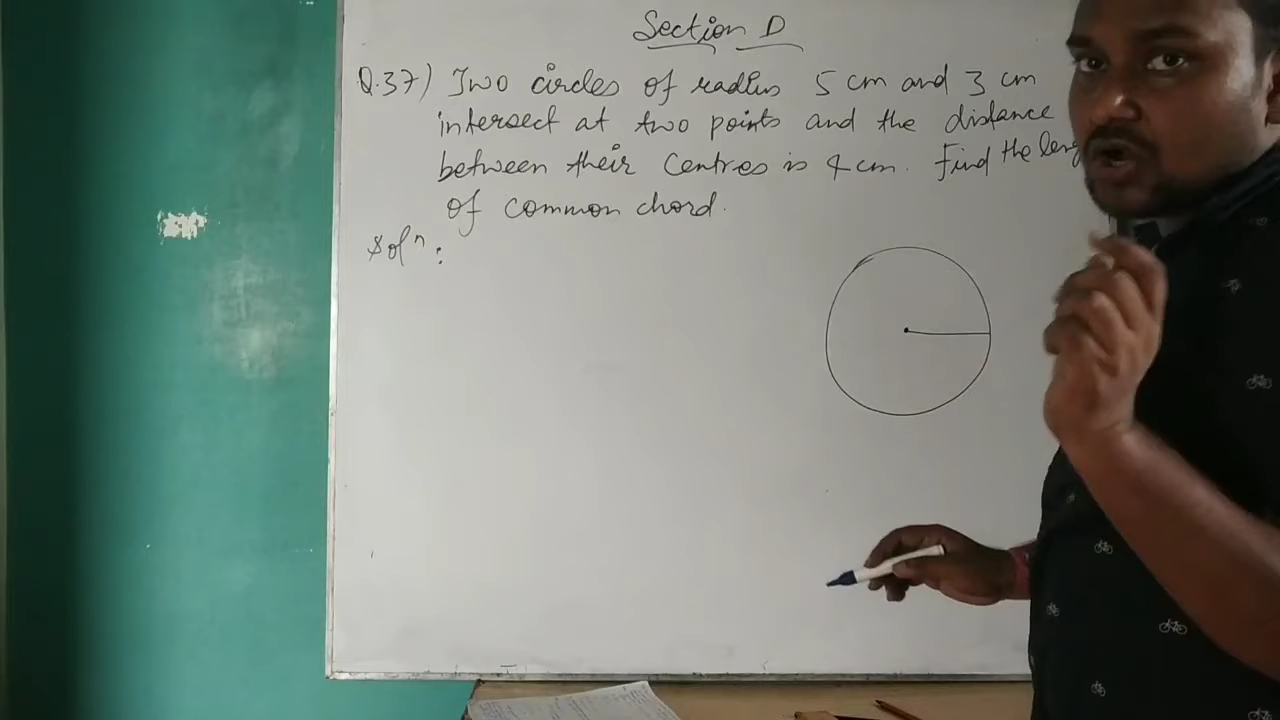 Section D
Q.37) Two circles of radius 5 cm and 3 cm
intersect at two points and the distance
between their centres is 4 cm. Find the leng
of common chord.
Solⁿ: